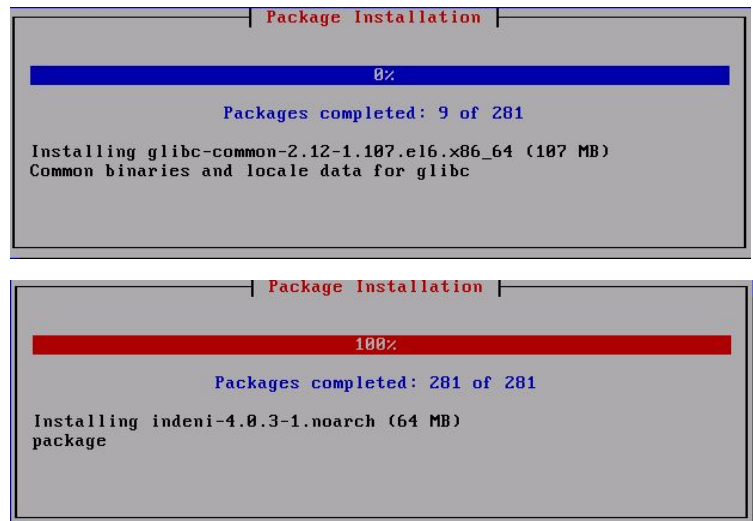 Package Installation
0%
Packages completed: 9 of 281
Installing glibc-common-2.12-1.107.el6.x86_64 (107 MB)
Common binaries and locale data for glibc
Package Installation
100%
Packages completed: 281 of 281
Installing indeni-4.0.3-1.noarch (64 MB)
package